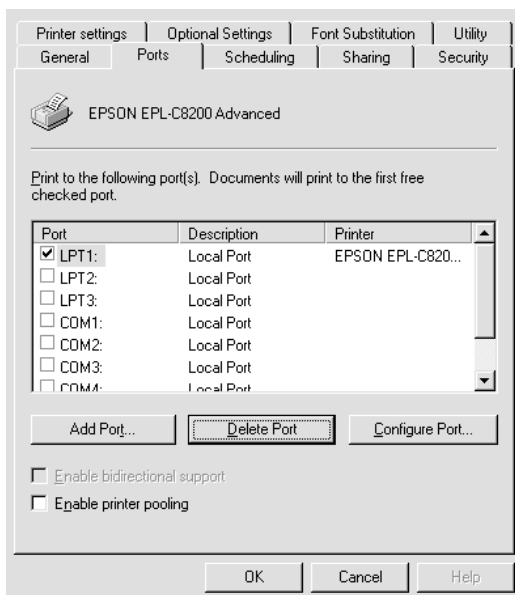 Printer settings Optional Settings Font Substitution Utility
General Ports Scheduling Sharing Security
EPSON EPL-C8200 Advanced
Print to the following port(s). Documents will print to the first free
checked port.
Port Description Printer
LPT1: Local Port EPSON EPL-C820...
LPT2: Local Port
LPT3: Local Port
COM1: Local Port
COM2: Local Port
COM3: Local Port
COM4: Local Port
Add Port... Delete Port Configure Port...
Enable bidirectional support
Enable printer pooling
OK Cancel Help